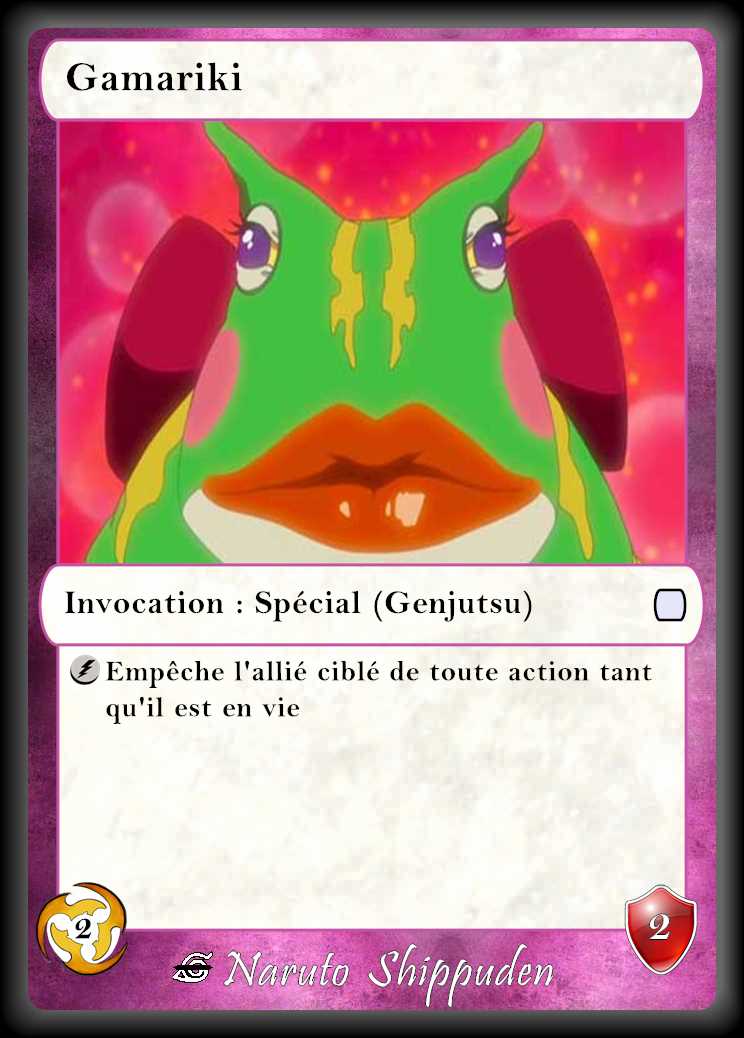 Gamariki
Invocation : Spécial (Genjutsu)
Empêche l'allié ciblé de toute action tant
qu'il est en vie
2
2
Naruto Shippuden